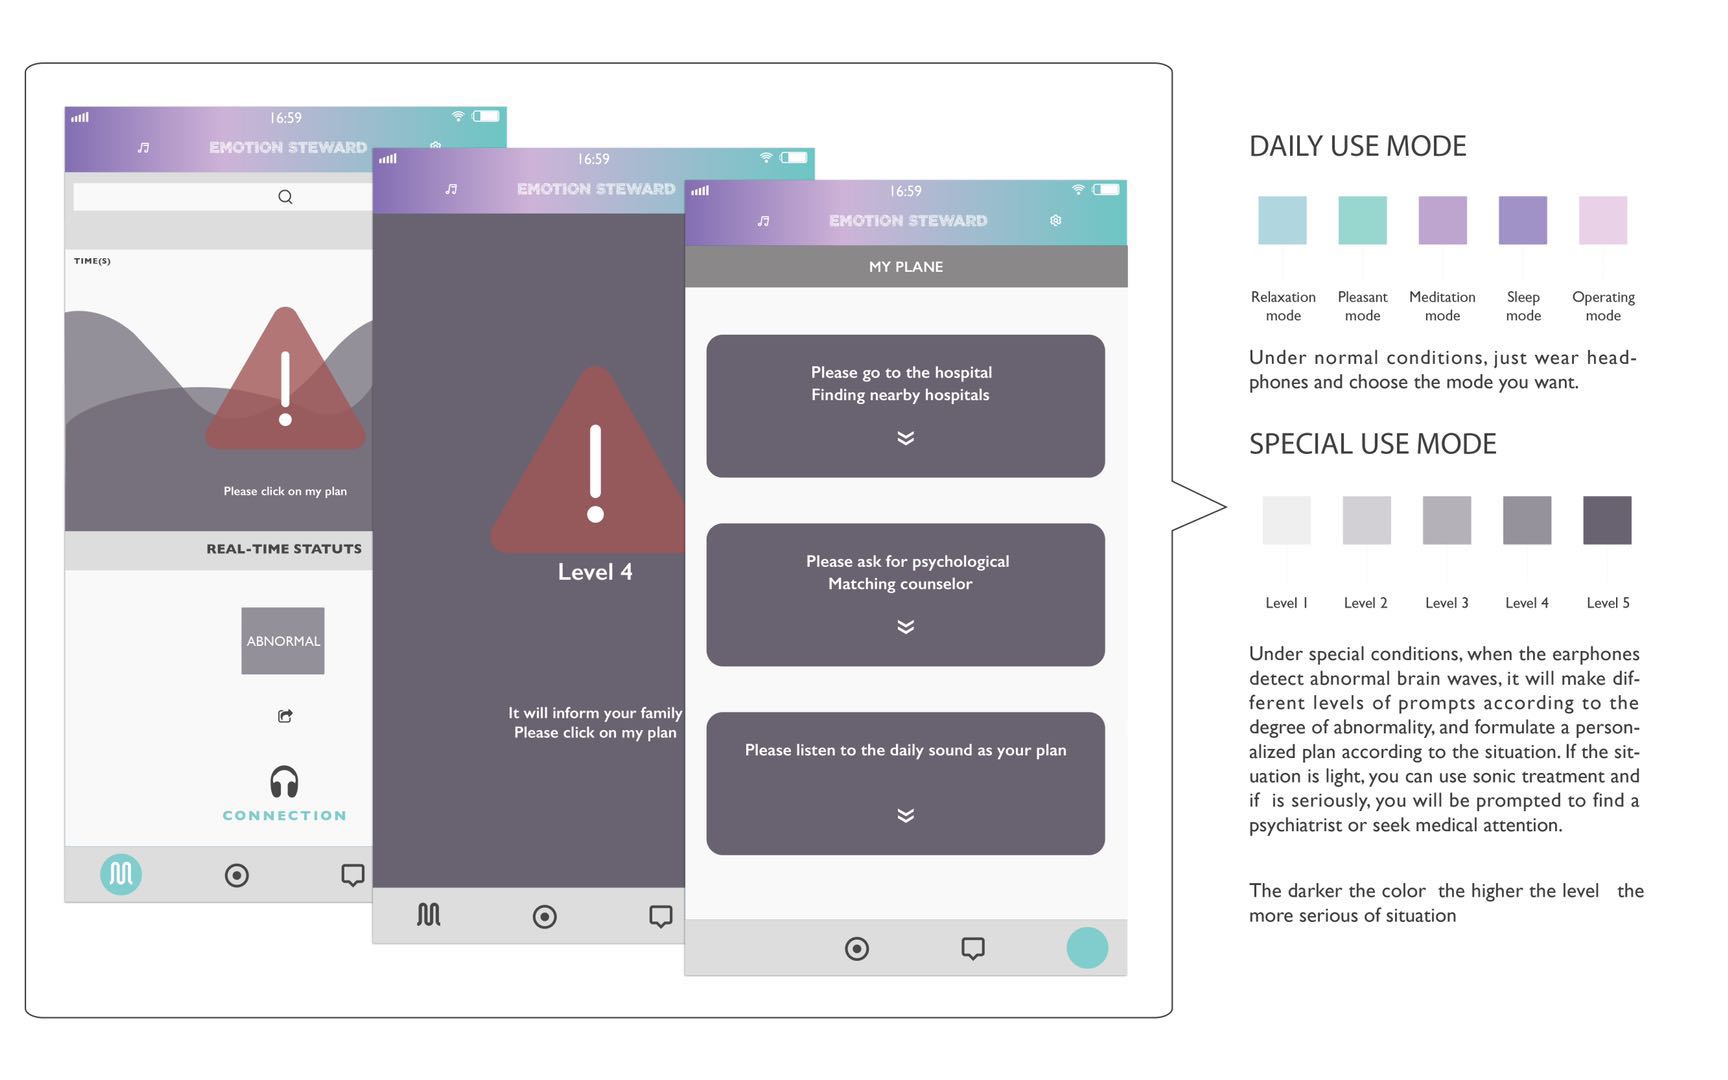 16:59
EMOTION STEWARD
TIME(S)
Please click on my plan
REAL-TIME STATUTS
ABNORMAL
CONNECTION
16:59
EMOTION STEWARD
Level 4
It will inform your family
Please click on my plan
16:59
EMOTION STEWARD
MY PLANE
Please go to the hospital
Finding nearby hospitals
Please ask for psychological
Matching counselor
Please listen to the daily sound as your plan
DAILY USE MODE
Relaxation mode
Pleasant mode
Meditation mode
Sleep mode
Operating mode
Under normal conditions, just wear head-
phones and choose the mode you want.
SPECIAL USE MODE
Level 1
Level 2
Level 3
Level 4
Level 5
Under special conditions, when the earphones
detect abnormal brain waves, it will make dif-
ferent levels of prompts according to the
degree of abnormality, and formulate a person-
alized plan according to the situation. If the sit-
uation is light, you can use sonic treatment and
if is seriously, you will be prompted to find a
psychiatrist or seek medical attention.
The darker the color the higher the level the
more serious of situation